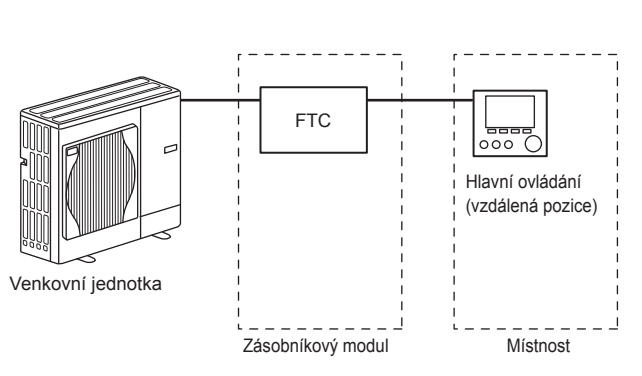 FTC
Hlavní ovládání
(vzdálená pozice)
Venkovní jednotka
Zásobníkový modul
Místnost